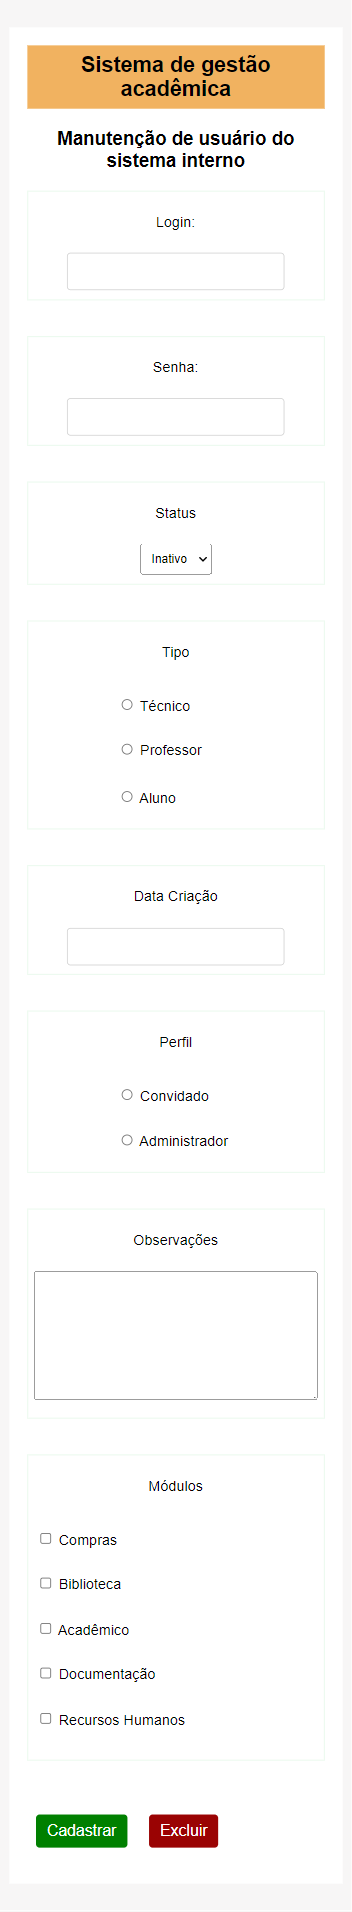 Sistema de gestão
acadêmica
Manutenção de usuário do
sistema interno
Login:
Senha:
Status
Inativo
Tipo
Técnico
Professor
Aluno
Data Criação
Perfil
Convidado
Administrador
Observações
Módulos
Compras
Biblioteca
Acadêmico
Documentação
Recursos Humanos
Cadastrar Excluir